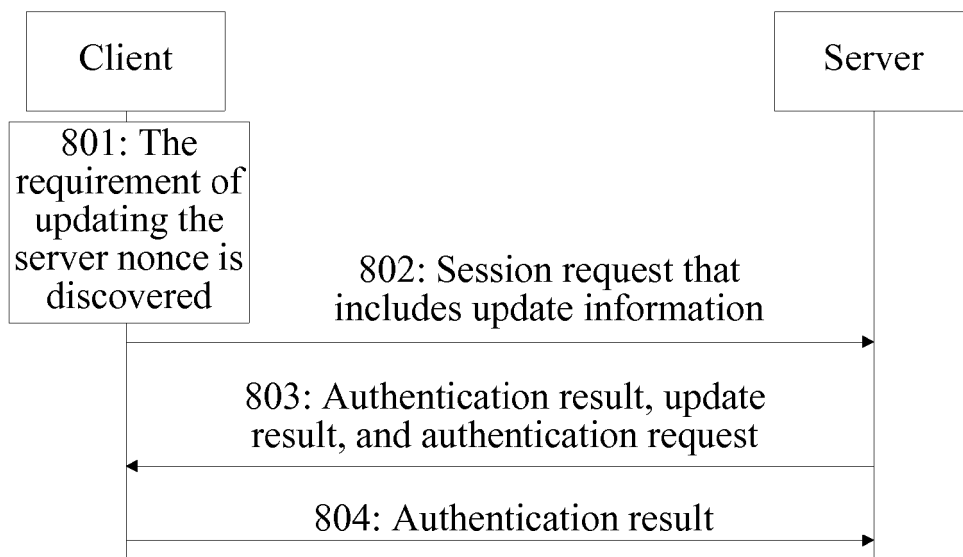 Client
Server
801: The
requirement of
updating the
server nonce is
discovered
802: Session request that
includes update information
803: Authentication result, update
result, and authentication request
804: Authentication result